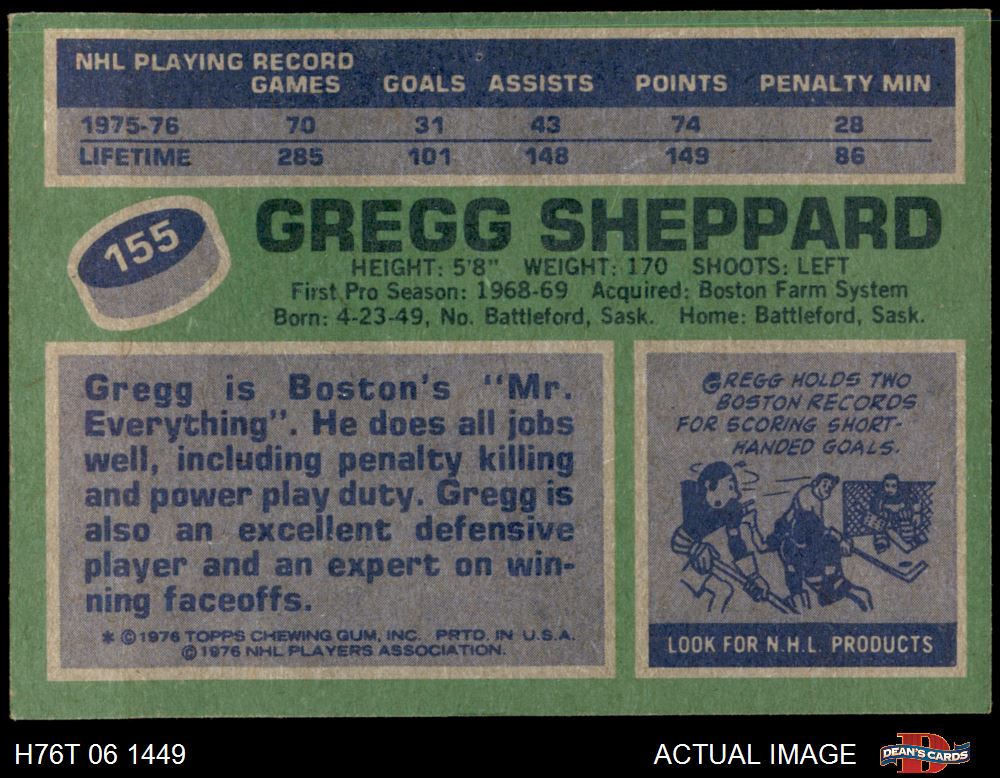 NHL PLAYING RECORD
GAMES GOALS ASSISTS POINTS PENALTY MIN
1975-76 70 31 43 74 28
LIFETIME 285 101 148 149 86
155
GREGG SHEPPARD
HEIGHT: 5'8" WEIGHT: 170 SHOOTS: LEFT
First Pro Season: 1968-69 Acquired: Boston Farm System
Born: 4-23-49, No. Battleford, Sask. Home: Battleford, Sask.
Gregg is Boston's "Mr.
Everything". He does all jobs
well, including penalty killing
and power play duty. Gregg is
also an excellent defensive
player and an expert on win-
ning faceoffs.
* ©1976 TOPPS CHEWING GUM, INC. PRTD. IN U.S.A.
©1976 NHL PLAYERS ASSOCIATION.
GREGG HOLDS TWO
BOSTON RECORDS
FOR SCORING SHORT-
HANDED GOALS.
LOOK FOR N.H.L. PRODUCTS
H76T 06 1449
ACTUAL IMAGE
D
DEAN'S CARDS